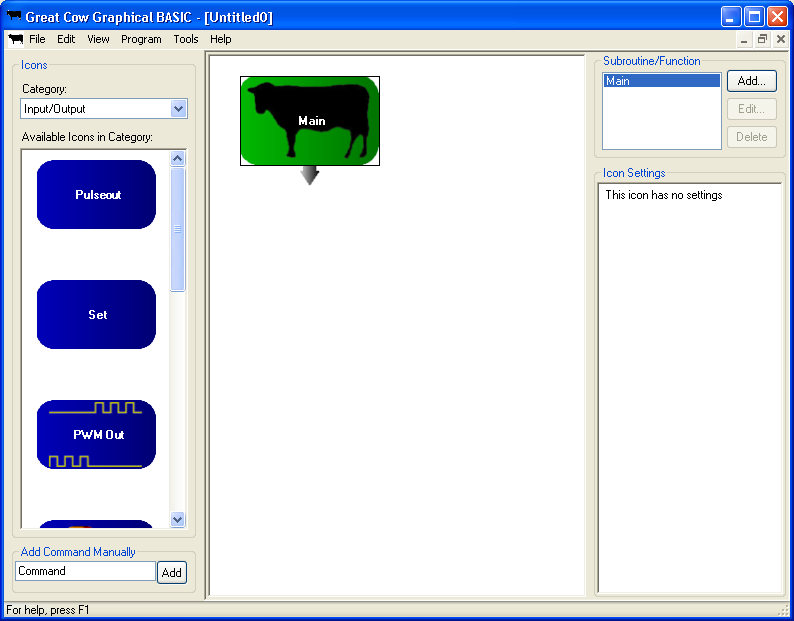 Great Cow Graphical BASIC - [Untitled0]
File Edit View Program Tools Help
Icons
Category:
Input/Output
Available Icons in Category:
Pulseout
Set
PWM Out
Add Command Manually
Command
Add
Main
Subroutine/Function
Main
Add...
Edit...
Delete
Icon Settings
This icon has no settings
For help, press F1